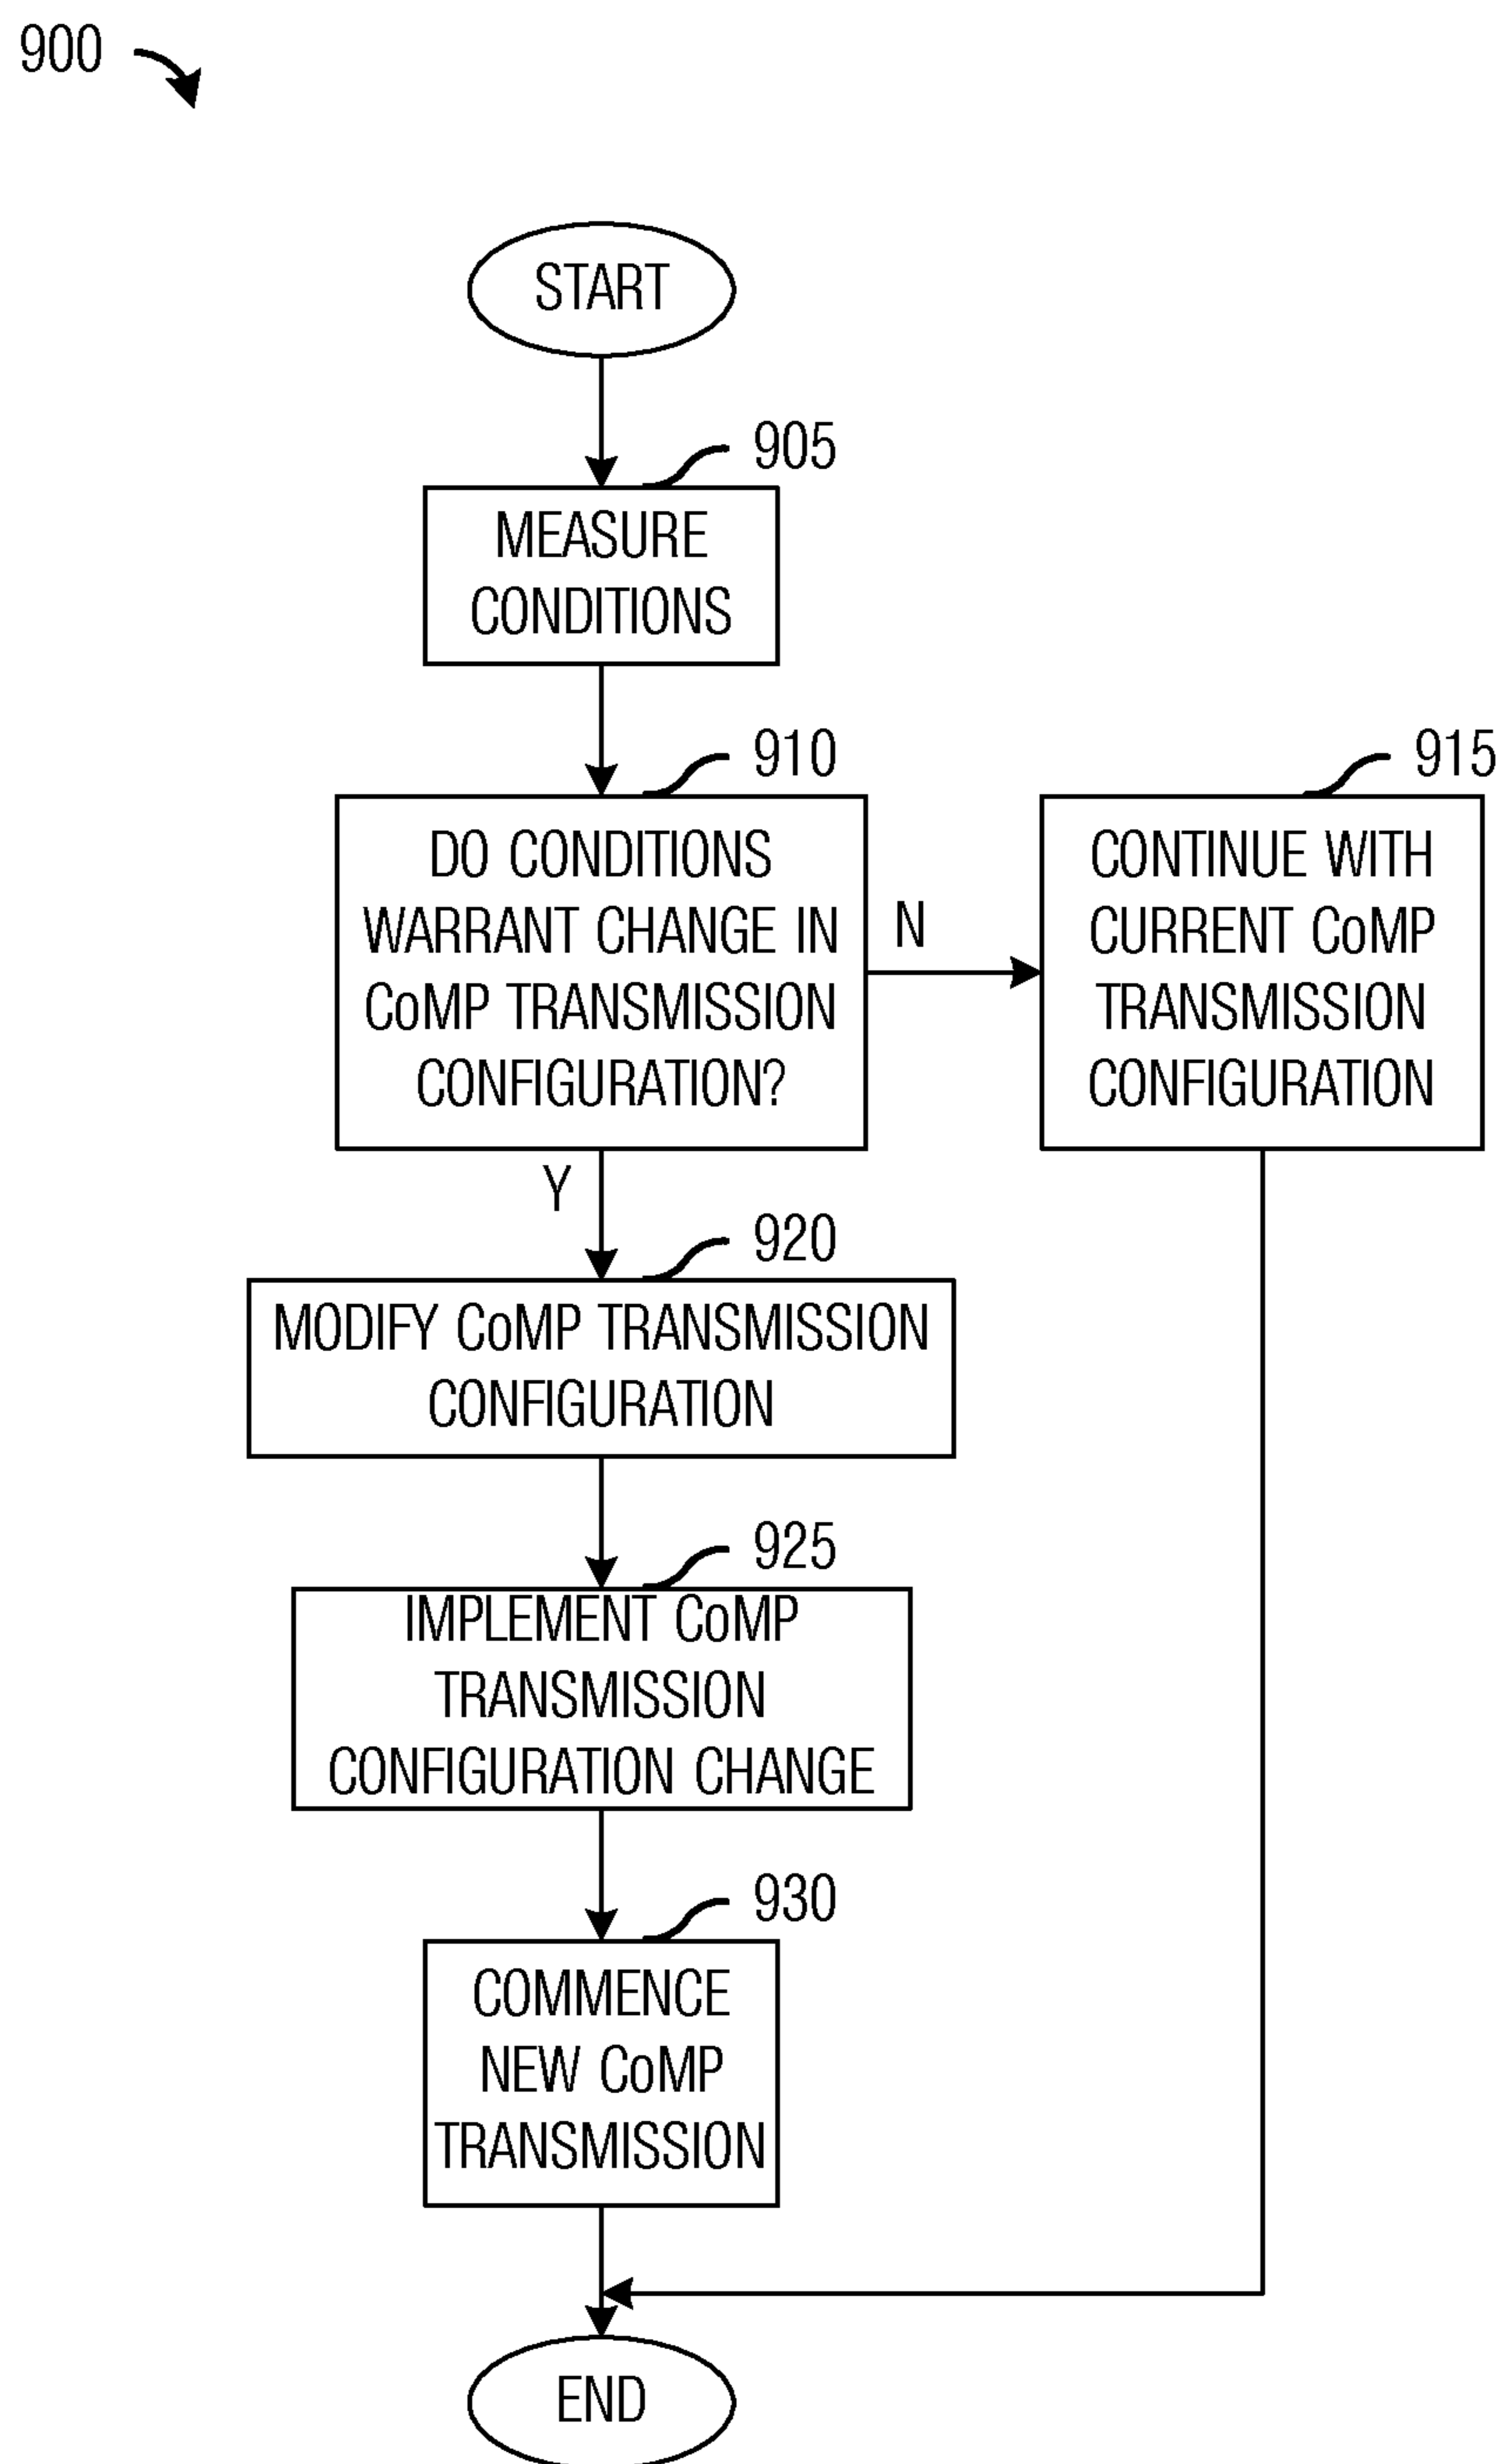 900
START
905
MEASURE
CONDITIONS
910
DO CONDITIONS
WARRANT CHANGE IN
CoMP TRANSMISSION
CONFIGURATION?
N
915
CONTINUE WITH
CURRENT CoMP
TRANSMISSION
CONFIGURATION
Y
920
MODIFY CoMP TRANSMISSION
CONFIGURATION
925
IMPLEMENT CoMP
TRANSMISSION
CONFIGURATION CHANGE
930
COMMENCE
NEW CoMP
TRANSMISSION
END